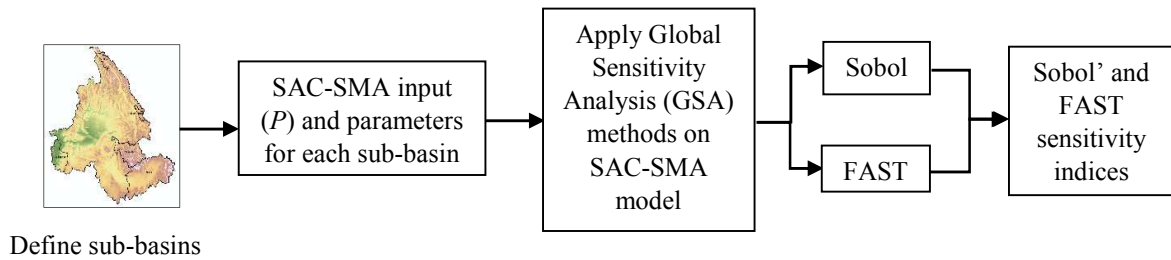 SAC-SMA input
(P) and parameters
for each sub-basin
Apply Global
Sensitivity
Analysis (GSA)
methods on
SAC-SMA
model
Sobol
FAST
Sobol’ and
FAST
sensitivity
indices
Define sub-basins